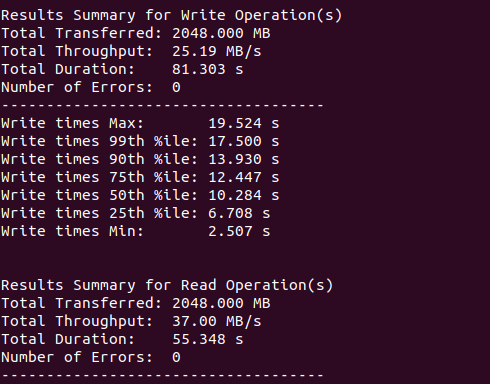 Results Summary for Write Operation(s)
Total Transferred: 2048.000 MB
Total Throughput:  25.19 MB/s
Total Duration:    81.303 s
Number of Errors:  0
------------------------------------
Write times Max:       19.524 s
Write times 99th %ile: 17.500 s
Write times 90th %ile: 13.930 s
Write times 75th %ile: 12.447 s
Write times 50th %ile: 10.284 s
Write times 25th %ile: 6.708 s
Write times Min:       2.507 s
Results Summary for Read Operation(s)
Total Transferred: 2048.000 MB
Total Throughput:  37.00 MB/s
Total Duration:    55.348 s
Number of Errors:  0
------------------------------------